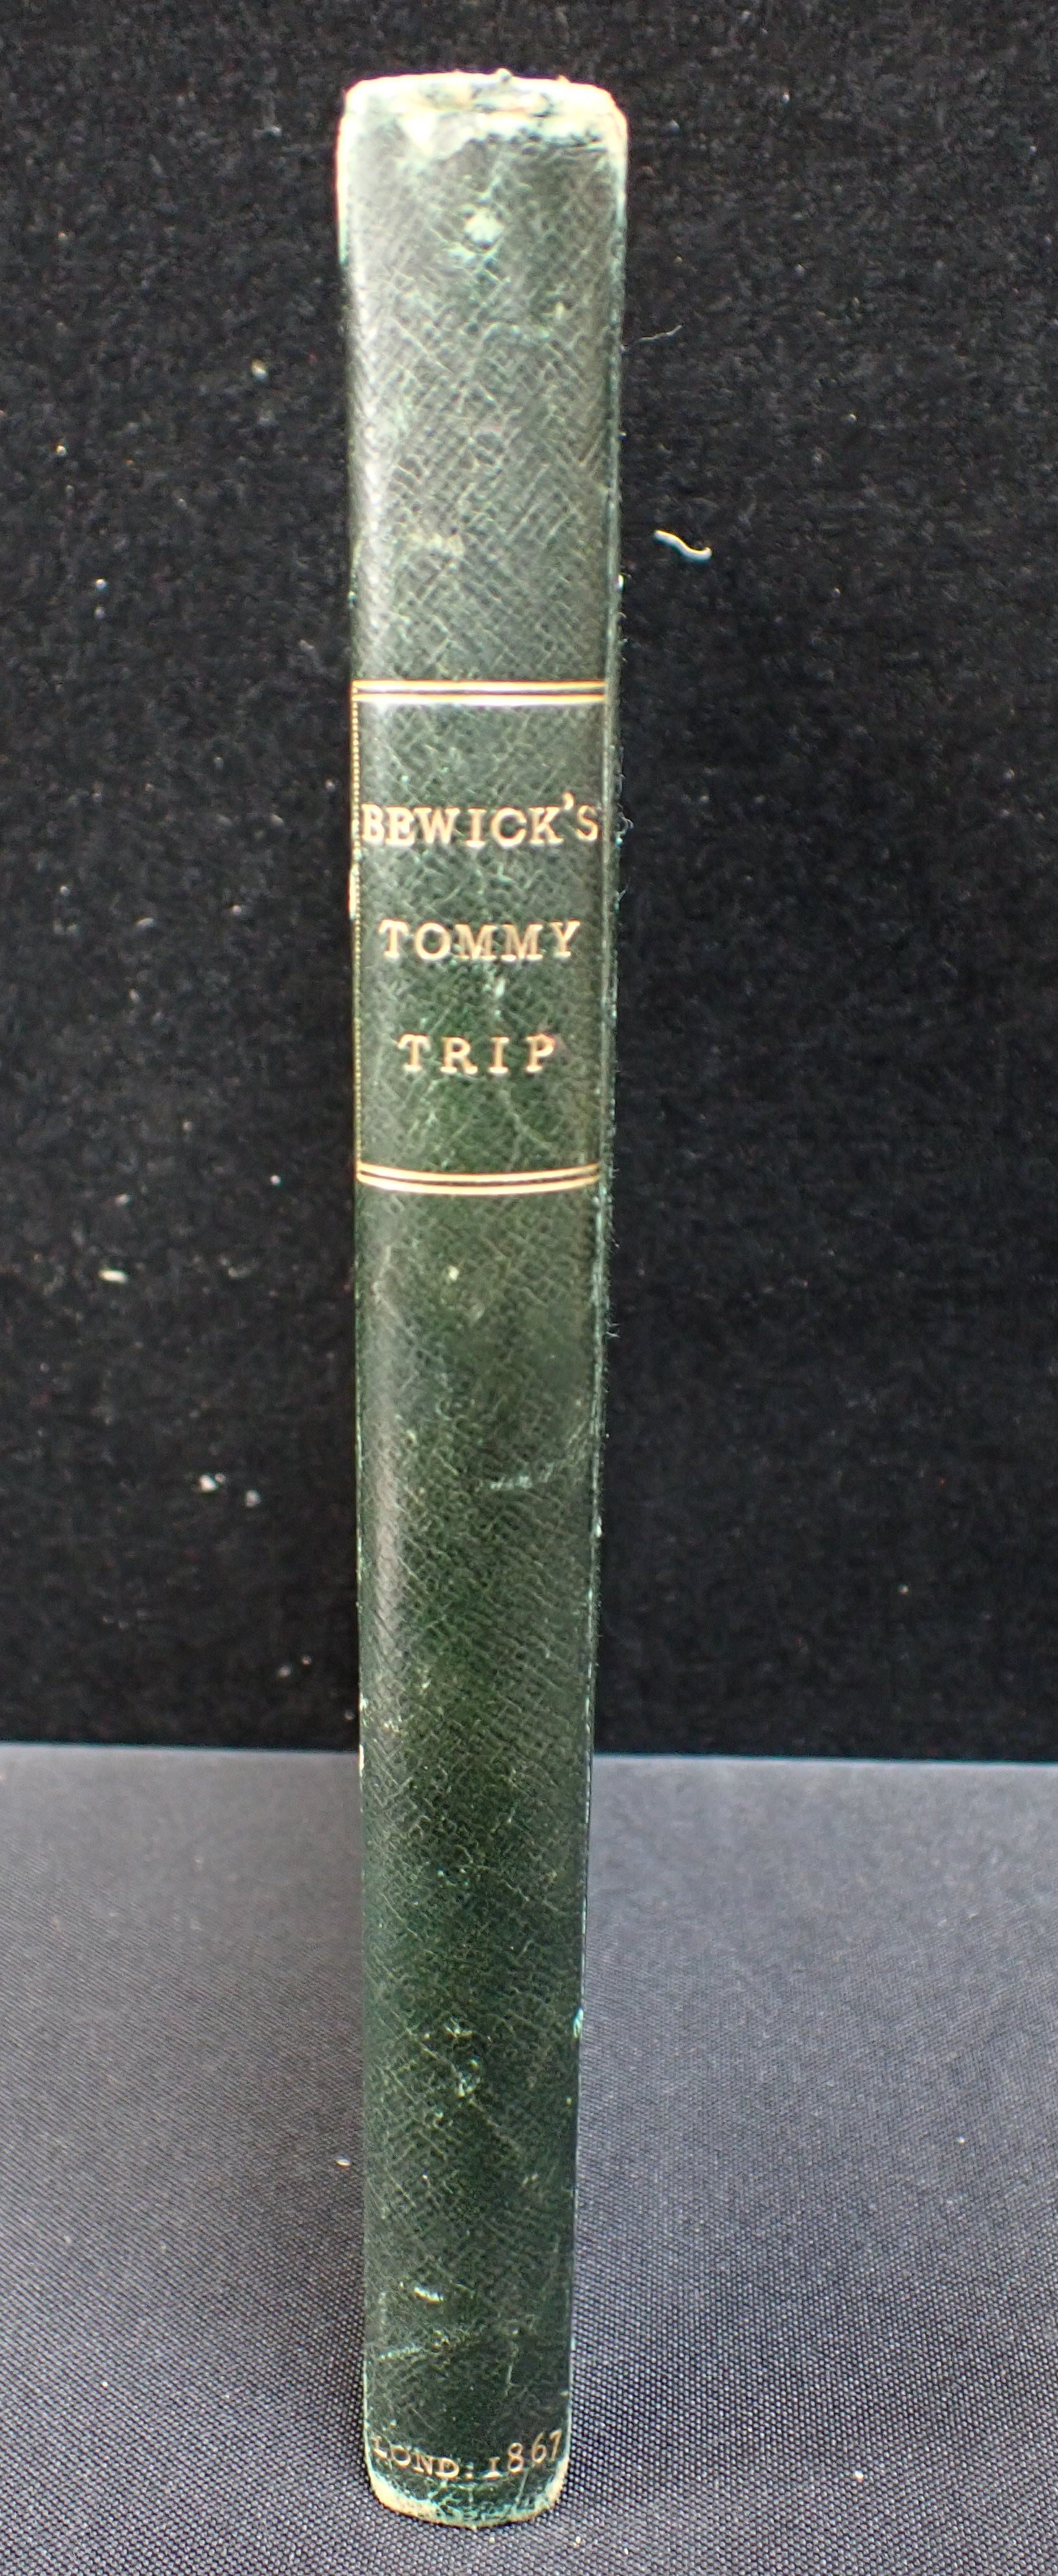 BEWICK'S
TOMMY
TRIP
LOND: 1867